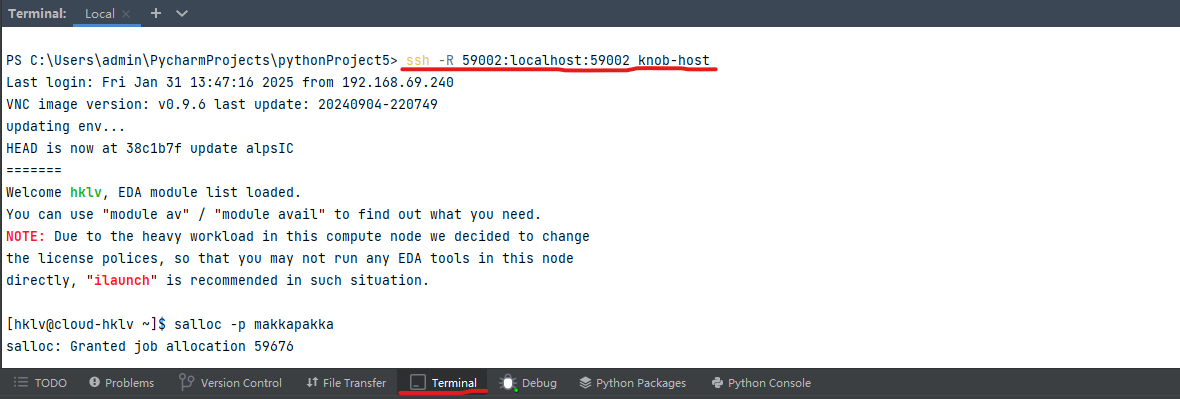 Terminal: Local × +
PS C:\Users\admin\PycharmProjects\pythonProject5> ssh -R 59002:localhost:59002 knob-host
Last login: Fri Jan 31 13:47:16 2025 from 192.168.69.240
VNC image version: v0.9.6 last update: 20240904-220749
updating env...
HEAD is now at 38c1b7f update alpsIC
=======
Welcome hklv, EDA module list loaded.
You can use "module av" / "module avail" to find out what you need.
NOTE: Due to the heavy workload in this compute node we decided to change
the license polices, so that you may not run any EDA tools in this node
directly, "ilaunch" is recommended in such situation.
[hklv@cloud-hklv ~]$ salloc -p makkapakka
salloc: Granted job allocation 59676
TODO Problems Version Control File Transfer Terminal Debug Python Packages Python Console